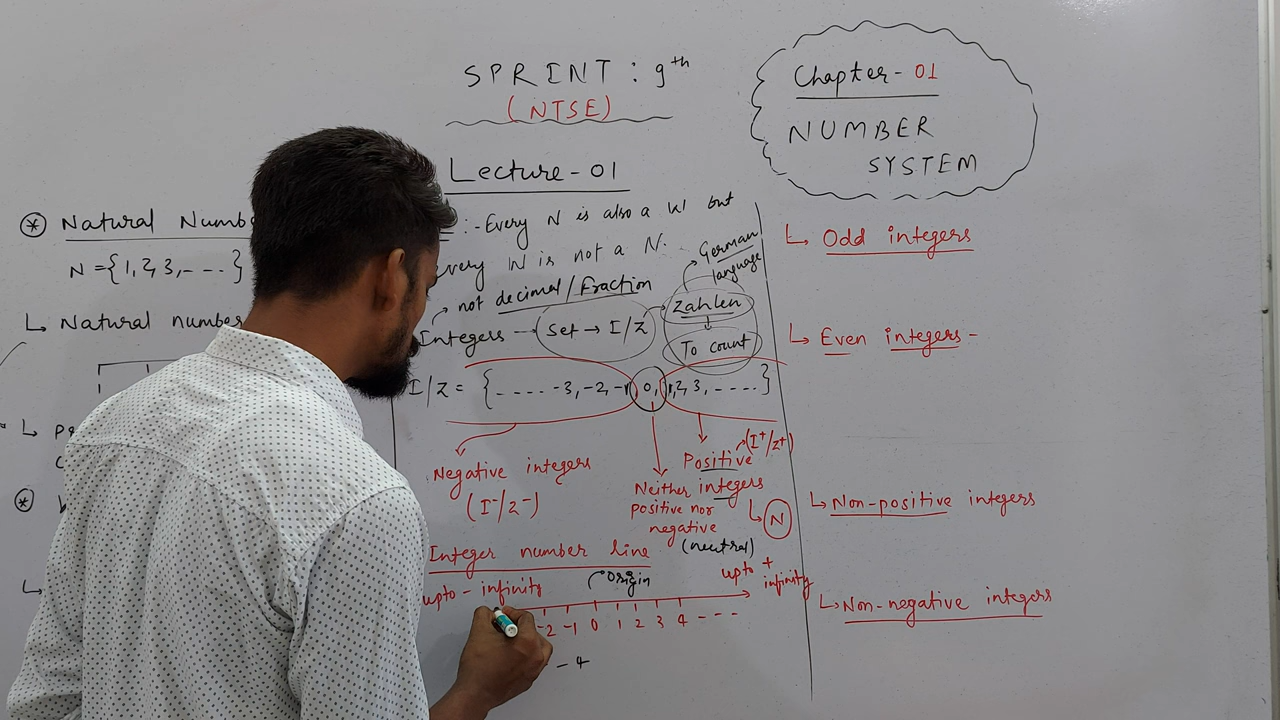 SPRINT : 9th
(NTSE)
Lecture - 01
Chapter - 01
NUMBER
SYSTEM
* Natural Numb
N = {1, 2, 3, - - - }
↳ Natural number
*
: - Every N is also a W but
every W is not a N.
not decimal / Fraction
Integers → Set → I/Z
German
language
Zahlen
To count
I/Z = { - - - - - 3, -2, -1, 0, 1, 2, 3, - - - - }
Negative integers
(I⁻/Z⁻)
Neither
positive nor
negative
(neutral)
Positive (I⁺/Z⁺)
integers
↳ N
Integer number line
upto - infinity
Origin
upto +
infinity
-2 -1 0 1 2 3 4 - - -
- 4
↳ Odd integers
↳ Even integers -
↳ Non-positive integers
↳ Non-negative integers